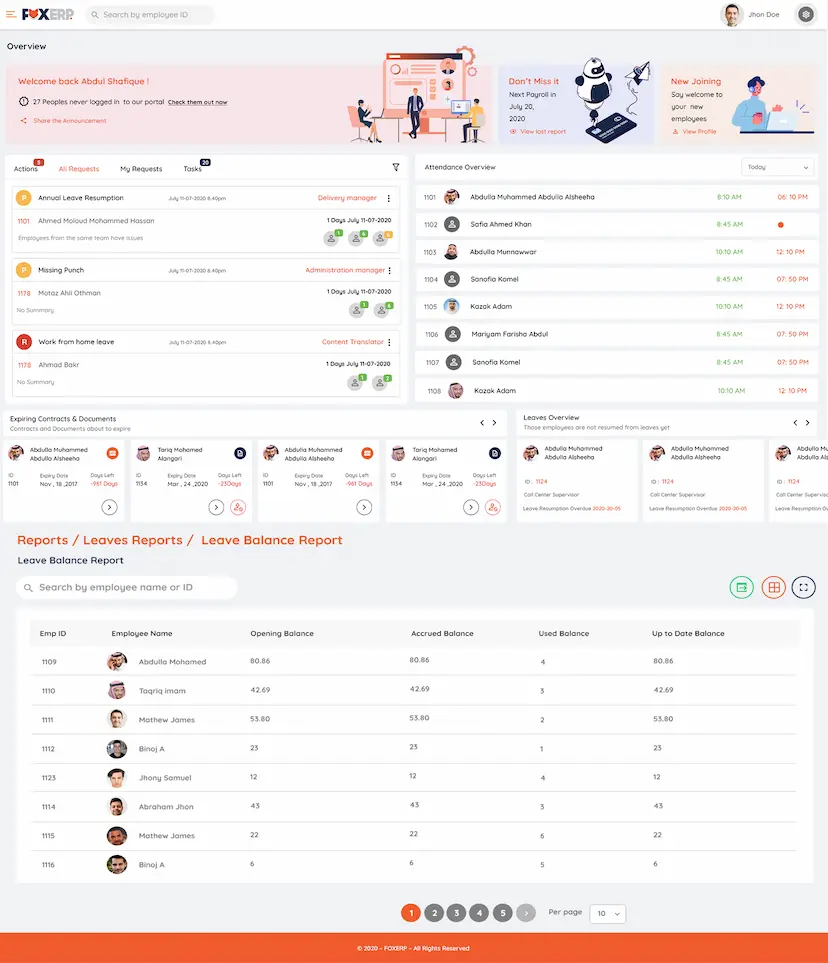 FOXERP
Search by employee ID
Jhon Doe
Overview
Welcome back Abdul Shafique !
27 Peoples never logged in to our portal Check them out now
Share the Announcement
Don't Miss it
Next Payroll in
July 20,
2020
View last report
New Joining
Say welcome to
your new
employees
View Profile
Actions 5
All Requests
My Requests
Tasks 20
P Annual Leave Resumption July 11-07-2020 6.40pm Delivery manager
1101 Ahmed Moloud Mohammed Hassan 1 Days July 11-07-2020
Employees from the same team have issues
P Missing Punch July 11-07-2020 6.40pm Administration manager
1178 Motaz Ahli Othman 1 Days July 11-07-2020
No Summary
R Work from home leave July 11-07-2020 6.40pm Content Translator
1178 Ahmad Bakr 1 Days July 11-07-2020
No Summary
Attendance Overview
Today
1101 Abdulla Muhammed Abdulla Alsheeha 8:10 AM 06: 10 PM
1102 Safia Ahmed Khan 8:45 AM
1103 Abdulla Munnawwar 10:10 AM 12: 10 PM
1104 Sanofia Komel 8:45 AM 07: 50 PM
1105 Kazak Adam 10:10 AM 12: 10 PM
1106 Mariyam Farisha Abdul 8:45 AM 07: 50 PM
1107 Sanofia Komel 8:45 AM 07: 50 PM
1108 Kazak Adam 10:10 AM 12: 10 PM
Expiring Contracts & Documents
Contracts and Documents about to expire
Abdulla Muhammed
Abdulla Alsheeha
ID Expiry Date Days Left
1101 Nov , 18 ,2017 -961 Days
Tariq Mohamed
Alangari
ID Expiry Date Days Left
1134 Mar , 24 ,2020 -23Days
Abdulla Muhammed
Abdulla Alsheeha
ID Expiry Date Days Left
1101 Nov , 18 ,2017 -961 Days
Tariq Mohamed
Alangari
ID Expiry Date Days Left
1134 Mar , 24 ,2020 -23Days
Leaves Overview
Those employees are not resumed from leaves yet
Abdulla Muhammed
Abdulla Alsheeha
ID : 1124
Call Center Supervisor
Leave Resumption Overdue 2020-20-05
Abdulla Muhammed
Abdulla Alsheeha
ID : 1124
Call Center Supervisor
Leave Resumption Overdue 2020-20-05
Abdulla Mu
Abdulla Als
ID : 1124
Call Center Supervisor
Leave Resumption Ov
Reports / Leaves Reports / Leave Balance Report
Leave Balance Report
Search by employee name or ID
Emp ID Employee Name Opening Balance Accrued Balance Used Balance Up to Date Balance
1109 Abdulla Mohamed 80.86 80.86 4 80.86
1110 Taqriq imam 42.69 42.69 3 42.69
1111 Mathew James 53.80 53.80 2 53.80
1112 Binoj A 23 23 1 23
1123 Jhony Samuel 12 12 4 12
1114 Abraham Jhon 43 43 3 43
1115 Mathew James 22 22 6 22
1116 Binoj A 6 6 5 6
1 2 3 4 5 Per page 10
© 2020 - FOXERP - All Rights Reserved